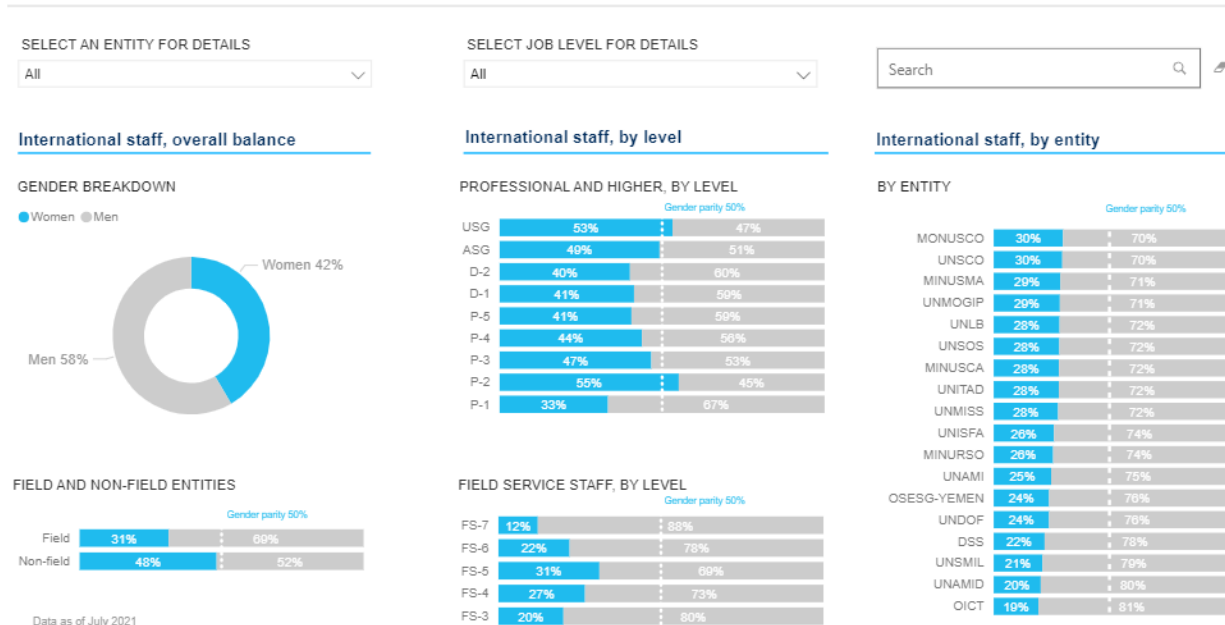 SELECT AN ENTITY FOR DETAILS
All
SELECT JOB LEVEL FOR DETAILS
All
Search
International staff, overall balance
GENDER BREAKDOWN
Women Men
Women 42%
Men 58%
FIELD AND NON-FIELD ENTITIES
Gender parity 50%
Field 31% 69%
Non-field 48% 52%
Data as of July 2021
International staff, by level
PROFESSIONAL AND HIGHER, BY LEVEL
Gender parity 50%
USG 53% 47%
ASG 49% 51%
D-2 40% 60%
D-1 41% 59%
P-5 41% 59%
P-4 44% 56%
P-3 47% 53%
P-2 55% 45%
P-1 33% 67%
FIELD SERVICE STAFF, BY LEVEL
Gender parity 50%
FS-7 12% 88%
FS-6 22% 78%
FS-5 31% 69%
FS-4 27% 73%
FS-3 20% 80%
International staff, by entity
BY ENTITY
Gender parity 50%
MONUSCO 30% 70%
UNSCO 30% 70%
MINUSMA 29% 71%
UNMOGIP 29% 71%
UNLB 28% 72%
UNSOS 28% 72%
MINUSCA 28% 72%
UNITAD 28% 72%
UNMISS 28% 72%
UNISFA 26% 74%
MINURSO 26% 74%
UNAMI 25% 75%
OSESG-YEMEN 24% 76%
UNDOF 24% 76%
DSS 22% 78%
UNSMIL 21% 79%
UNAMID 20% 80%
OICT 19% 81%